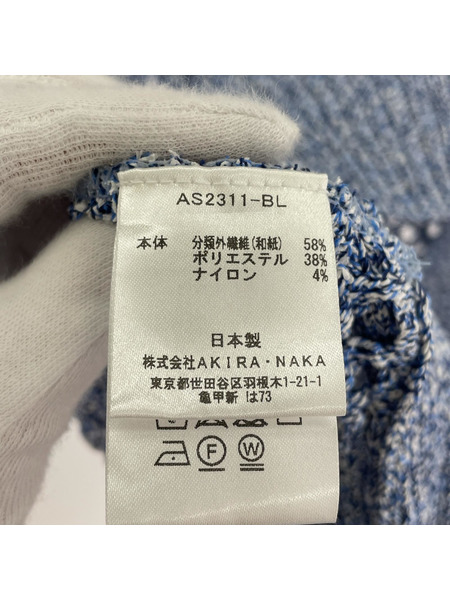 AS2311-BL
本体 分類外繊維(和紙) 58%
ポリエステル 38%
ナイロン 4%
日本製
株式会社AKIRA・NAKA
東京都世田谷区羽根木1-21-1
亀甲新 は73
F W